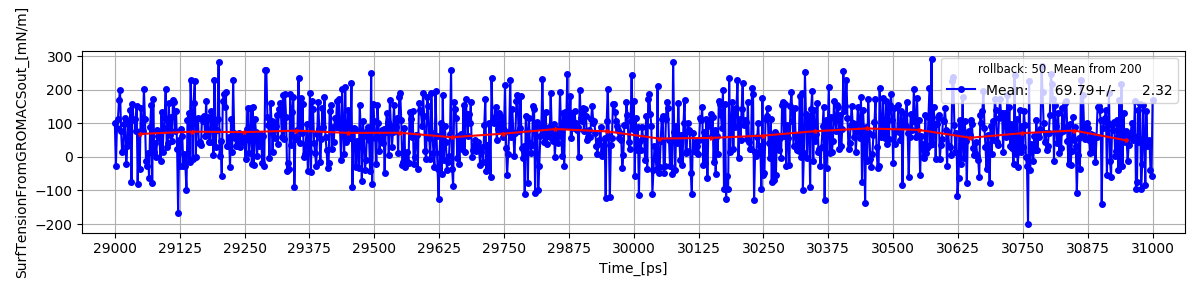 SurfTensionFromGROMACSout_[mN/m]
300
200
100
0
−100
−200
rollback: 50 Mean from 200
Mean: 69.79+/- 2.32
29000 29125 29250 29375 29500 29625 29750 29875 30000 30125 30250 30375 30500 30625 30750 30875 31000
Time_[ps]